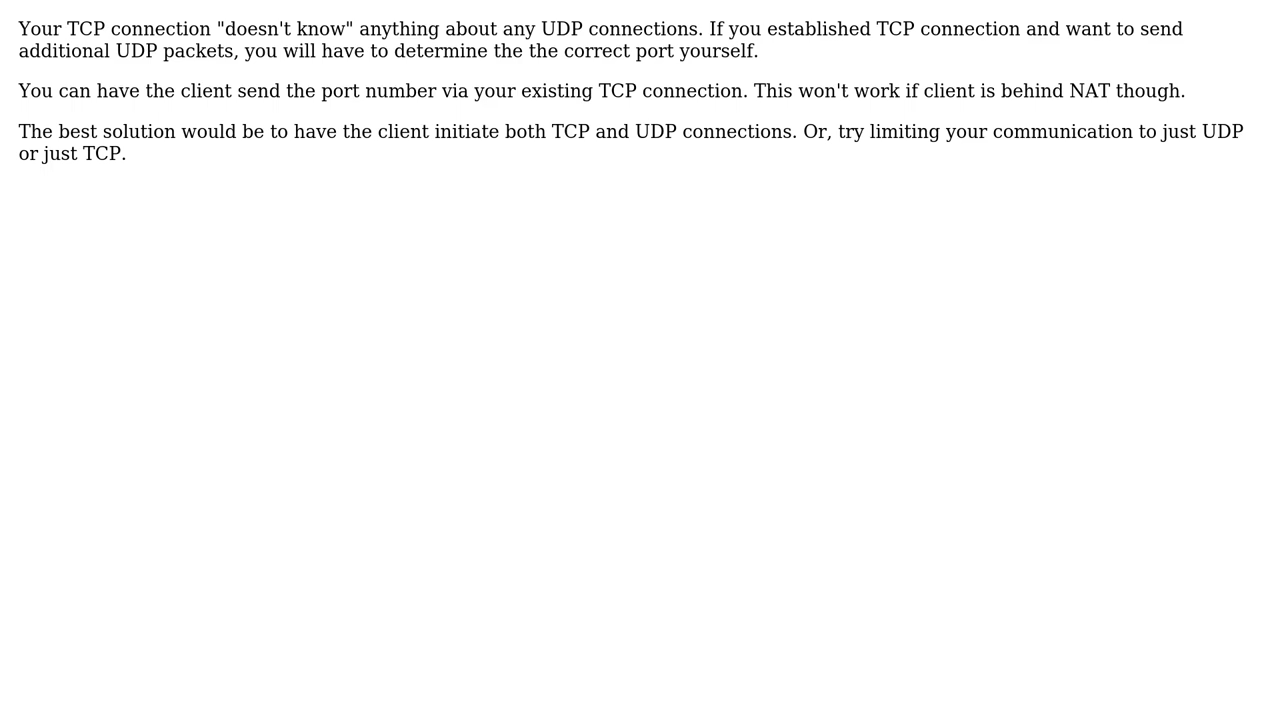 Your TCP connection "doesn't know" anything about any UDP connections. If you established TCP connection and want to send
additional UDP packets, you will have to determine the the correct port yourself.
You can have the client send the port number via your existing TCP connection. This won't work if client is behind NAT though.
The best solution would be to have the client initiate both TCP and UDP connections. Or, try limiting your communication to just UDP
or just TCP.